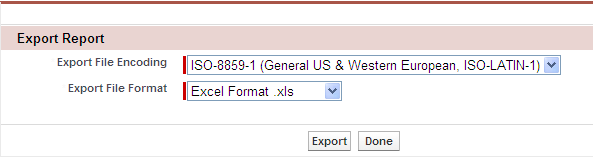 Export Report
Export File Encoding ISO-8859-1 (General US & Western European, ISO-LATIN-1)
Export File Format Excel Format .xls
Export Done